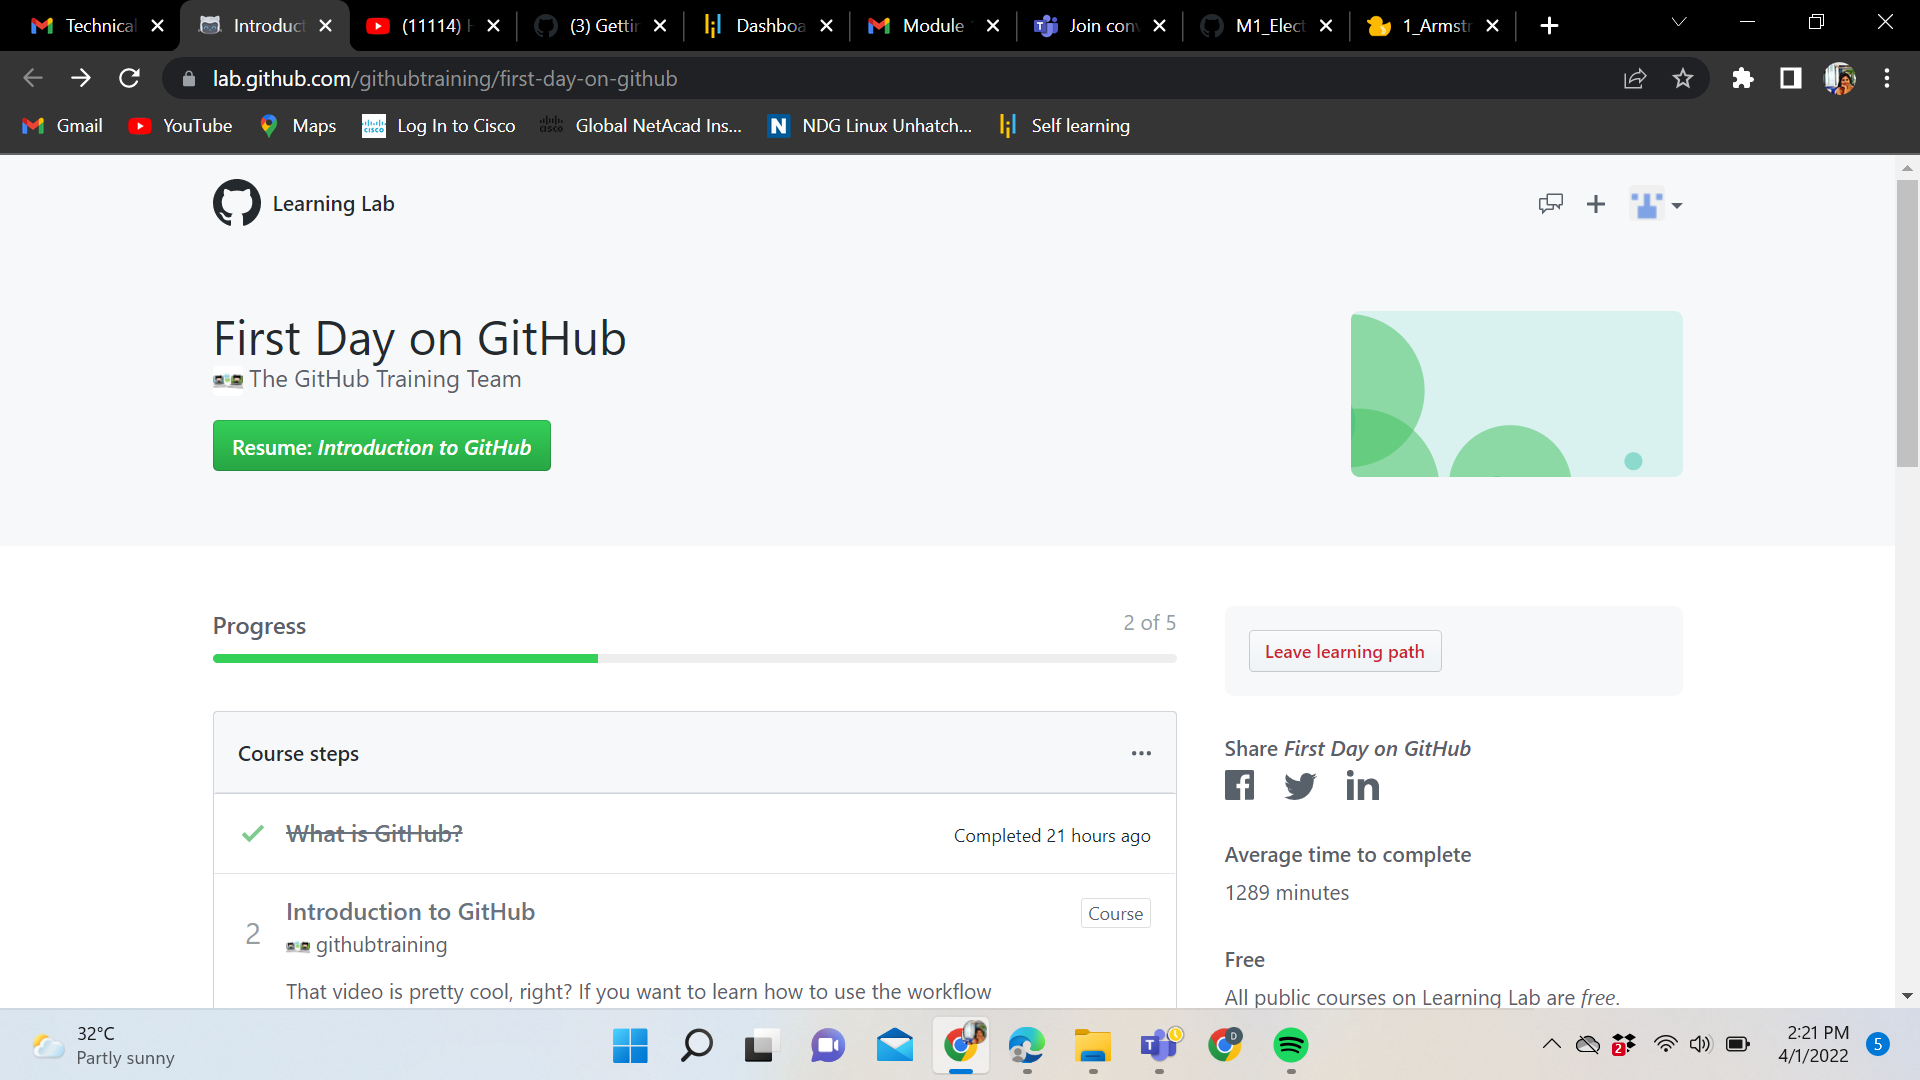 Technical
Introduct
(11114)
(3) Gettin
Dashboa
Module
Join con
M1_Elect
1_Armstr
lab.github.com/githubtraining/first-day-on-github
Gmail
YouTube
Maps
Log In to Cisco
Global NetAcad Ins...
NDG Linux Unhatch...
Self learning
Learning Lab
First Day on GitHub
The GitHub Training Team
Resume: Introduction to GitHub
Progress
2 of 5
Leave learning path
Course steps
Share First Day on GitHub
What is GitHub?
Completed 21 hours ago
Average time to complete
1289 minutes
2
Introduction to GitHub
Course
githubtraining
Free
That video is pretty cool, right? If you want to learn how to use the workflow
All public courses on Learning Lab are free.
32°C
Partly sunny
2:21 PM
4/1/2022
5